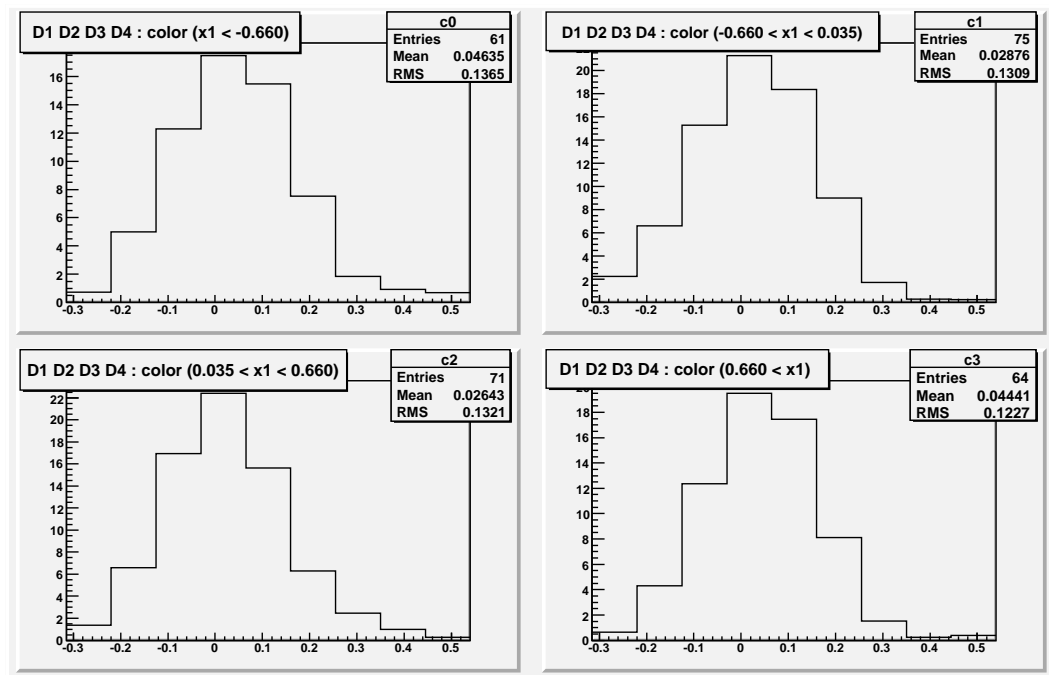 D1 D2 D3 D4 : color (x1 < -0.660)
c0
Entries 61
Mean 0.04635
RMS 0.1365
16
14
12
10
8
6
4
2
0
-0.3 -0.2 -0.1 0 0.1 0.2 0.3 0.4 0.5
D1 D2 D3 D4 : color (-0.660 < x1 < 0.035)
c1
Entries 75
Mean 0.02876
RMS 0.1309
20
18
16
14
12
10
8
6
4
2
0
-0.3 -0.2 -0.1 0 0.1 0.2 0.3 0.4 0.5
D1 D2 D3 D4 : color (0.035 < x1 < 0.660)
c2
Entries 71
Mean 0.02643
RMS 0.1321
22
20
18
16
14
12
10
8
6
4
2
0
-0.3 -0.2 -0.1 0 0.1 0.2 0.3 0.4 0.5
D1 D2 D3 D4 : color (0.660 < x1)
c3
Entries 64
Mean 0.04441
RMS 0.1227
18
16
14
12
10
8
6
4
2
0
-0.3 -0.2 -0.1 0 0.1 0.2 0.3 0.4 0.5